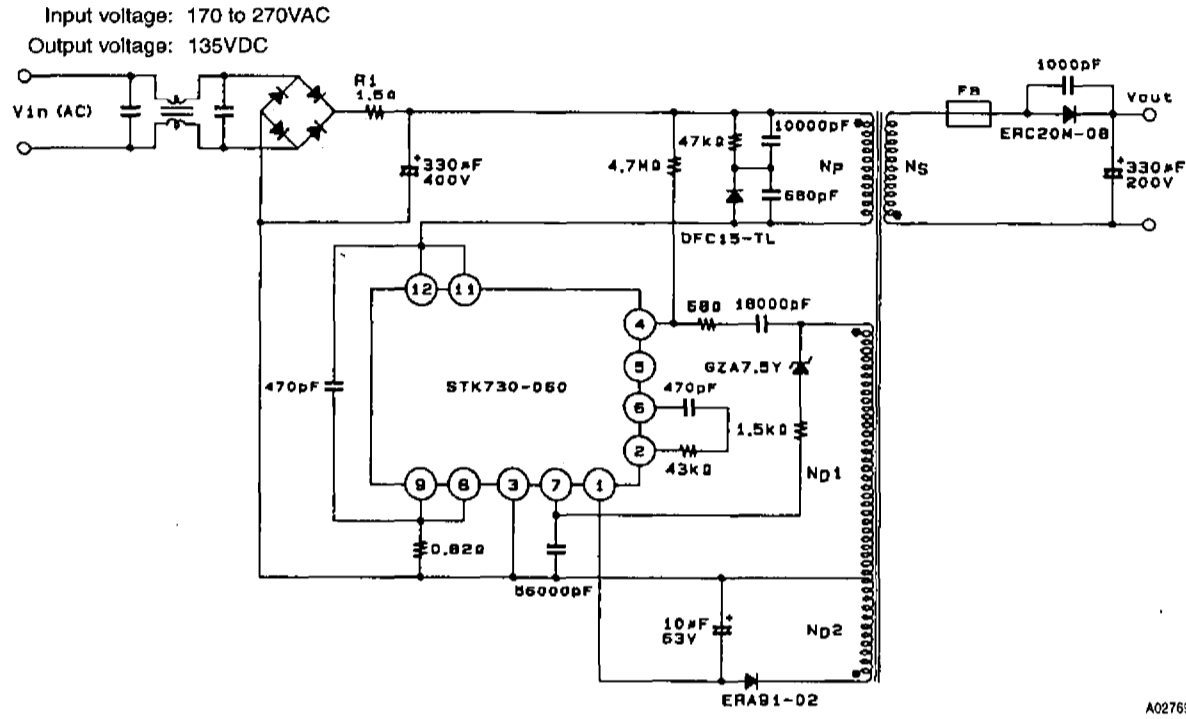 Input voltage: 170 to 270VAC
Output voltage: 135VDC
Vin (AC)
R1
1.5Ω
330μF
400V
4.7MΩ
47kΩ
10000pF
680pF
DFC15-TL
NP
NS
FB
1000pF
ERC20M-08
Vout
330μF
200V
12
11
4
5
6
2
9
8
3
7
1
STK730-060
470pF
68Ω
18000pF
GZA7.5Y
470pF
1.5kΩ
43kΩ
ND1
0.82Ω
10μF
63V
ND2
ERA91-02